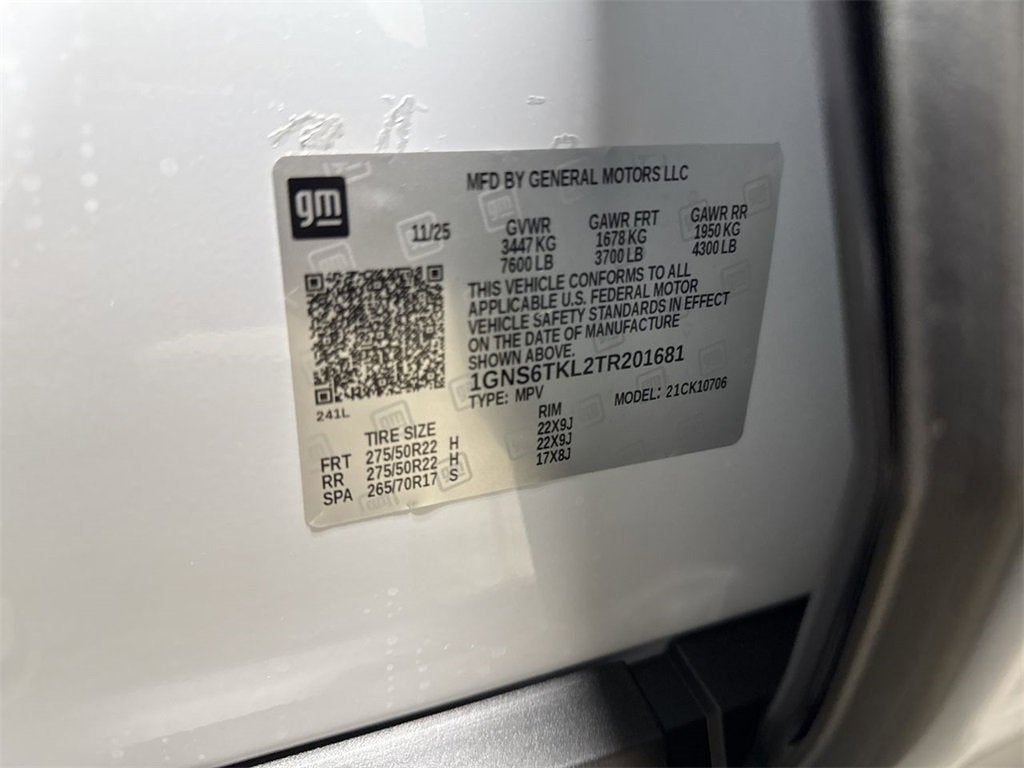 gm
MFD BY GENERAL MOTORS LLC
11/25
GVWR GAWR FRT GAWR RR
3447 KG 1678 KG 1950 KG
7600 LB 3700 LB 4300 LB
THIS VEHICLE CONFORMS TO ALL
APPLICABLE U.S. FEDERAL MOTOR
VEHICLE SAFETY STANDARDS IN EFFECT
ON THE DATE OF MANUFACTURE
SHOWN ABOVE.
1GNS6TKL2TR201681
TYPE: MPV MODEL: 21CK10706
241L
TIRE SIZE RIM
FRT 275/50R22 H 22X9J
RR 275/50R22 H 22X9J
SPA 265/70R17 S 17X8J